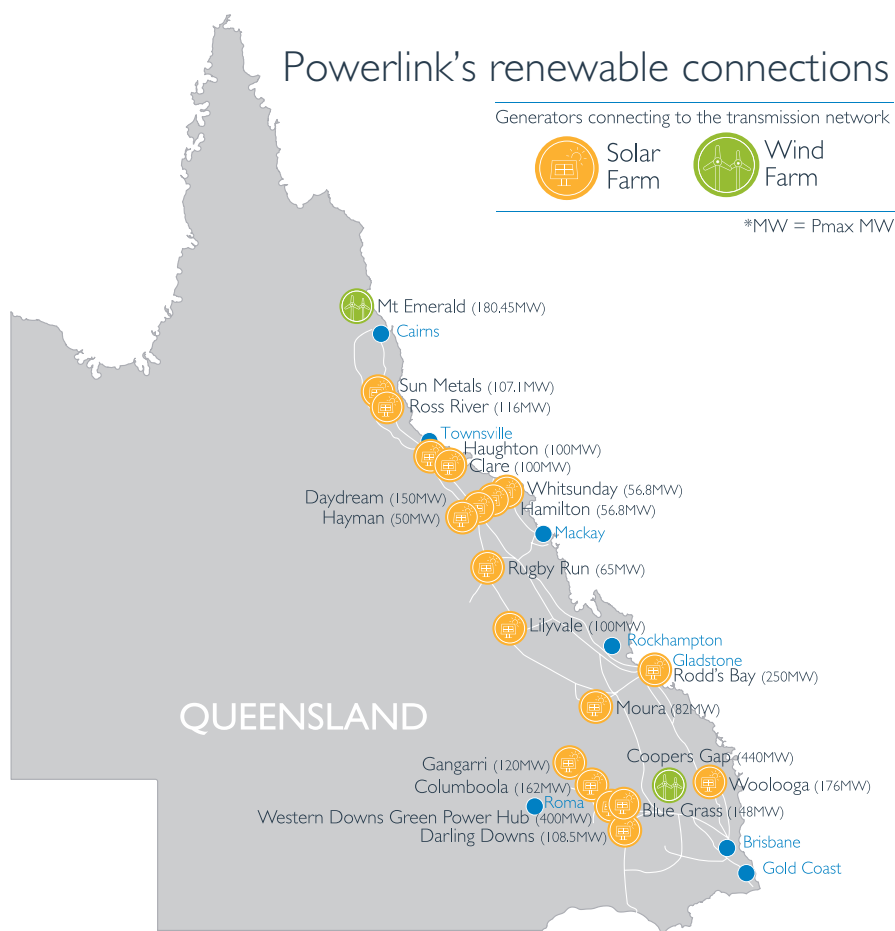 Powerlink's renewable connections
Generators connecting to the transmission network
Solar
Farm
Wind
Farm
*MW = Pmax MW
Mt Emerald (180.45MW)
Cairns
Sun Metals (107.1MW)
Ross River (116MW)
Townsville
Haughton (100MW)
Clare (100MW)
Daydream (150MW)
Whitsunday (56.8MW)
Hayman (50MW)
Hamilton (56.8MW)
Mackay
Rugby Run (65MW)
Lilyvale (100MW)
Rockhampton
Gladstone
Rodd's Bay (250MW)
Moura (82MW)
QUEENSLAND
Coopers Gap (440MW)
Gangarri (120MW)
Columboola (162MW)
Woolooga (176MW)
Roma
Blue Grass (148MW)
Western Downs Green Power Hub (400MW)
Darling Downs (108.5MW)
Brisbane
Gold Coast